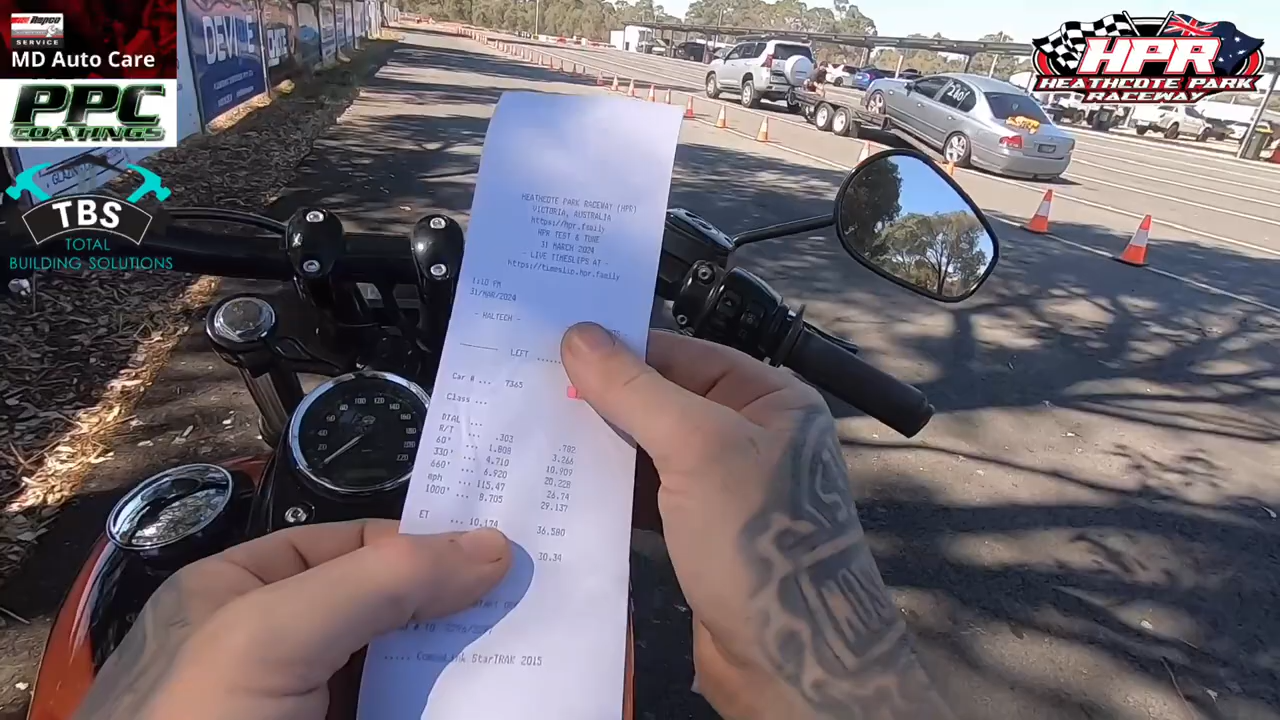 Repco
SERVICE
MD Auto Care
PPC
COATINGS
TBS
TOTAL
BUILDING SOLUTIONS
HPR
HEATHCOTE PARK
RACEWAY
DEVILLE
HEATHCOTE PARK RACEWAY (HPR)
VICTORIA, AUSTRALIA
https://hpr.family
HPR TEST & TUNE
31 MARCH 2024
- LIVE TIMESLIPS AT -
https://timeslip.hpr.family
1:10 PM
31/MAR/2024
- HALTECH -
LEFT
Car # ... 7365
Class ...
DIAL ...
R/T ... .303 .782
60' ... 1.808 3.266
330' ... 4.710 10.909
660' ... 6.920 20.228
mph ... 115.47 26.74
1000' ... 8.705 29.137
ET ... 10.174 36.580
30.34
..... CompuLink StarTRAK 2015